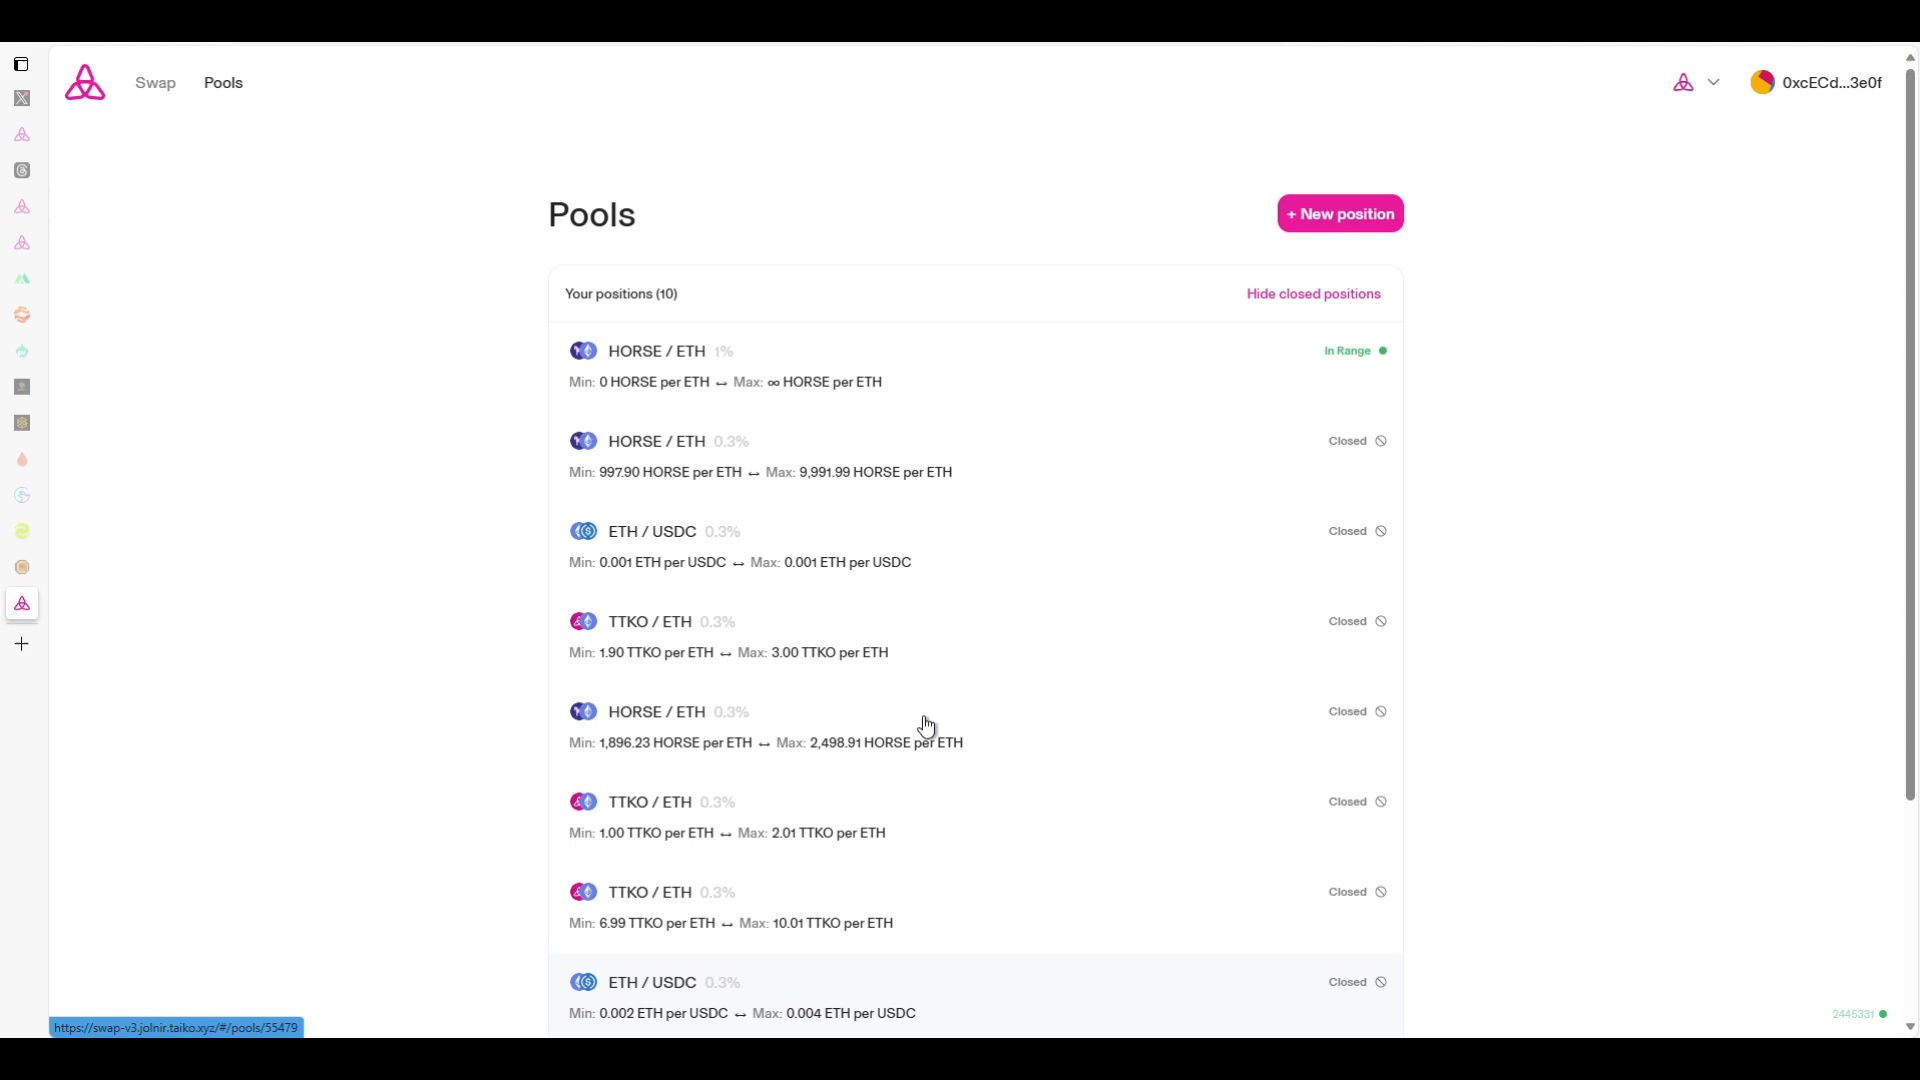 Swap
Pools
0xcECd...3e0f
Pools
+ New position
Your positions (10)
Hide closed positions
HORSE / ETH 1%
In Range
Min: 0 HORSE per ETH ↔ Max: ∞ HORSE per ETH
HORSE / ETH 0.3%
Closed
Min: 997.90 HORSE per ETH ↔ Max: 9,991.99 HORSE per ETH
ETH / USDC 0.3%
Closed
Min: 0.001 ETH per USDC ↔ Max: 0.001 ETH per USDC
TTKO / ETH 0.3%
Closed
Min: 1.90 TTKO per ETH ↔ Max: 3.00 TTKO per ETH
HORSE / ETH 0.3%
Closed
Min: 1,896.23 HORSE per ETH ↔ Max: 2,498.91 HORSE per ETH
TTKO / ETH 0.3%
Closed
Min: 1.00 TTKO per ETH ↔ Max: 2.01 TTKO per ETH
TTKO / ETH 0.3%
Closed
Min: 6.99 TTKO per ETH ↔ Max: 10.01 TTKO per ETH
ETH / USDC 0.3%
Closed
Min: 0.002 ETH per USDC ↔ Max: 0.004 ETH per USDC
2445331
https://swap-v3.jolnir.taiko.xyz/#/pools/55479